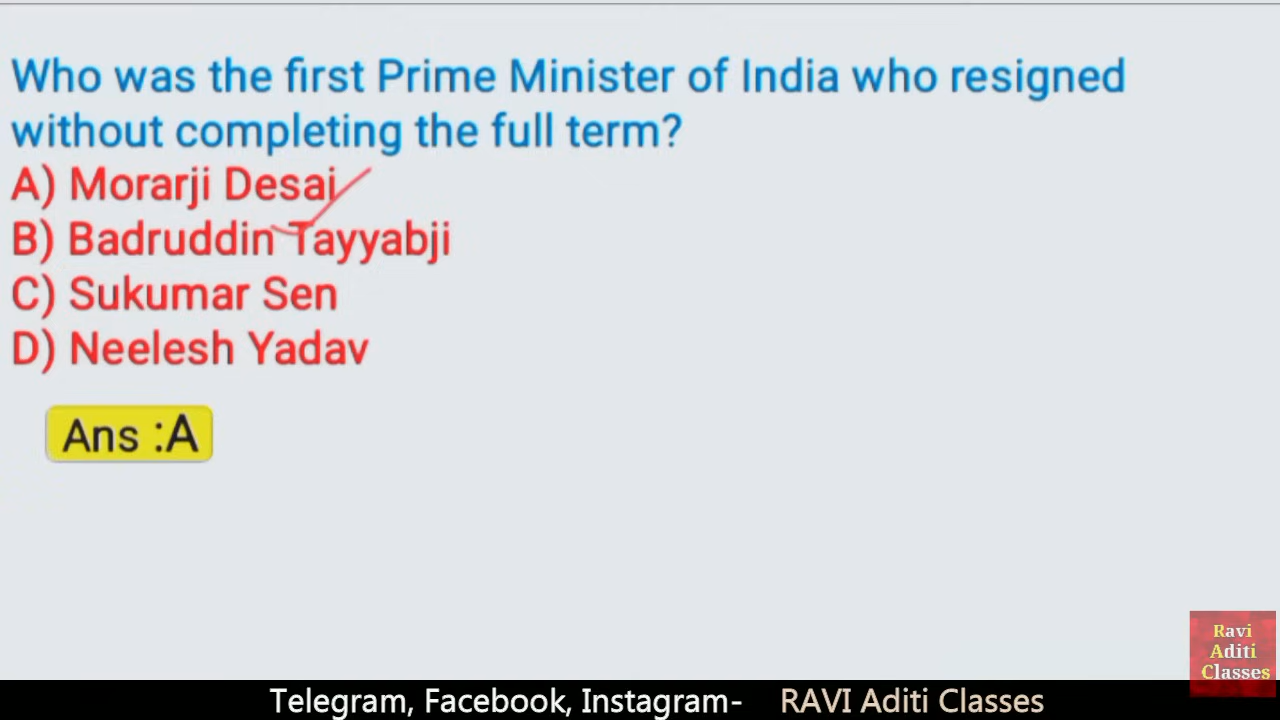 Who was the first Prime Minister of India who resigned
without completing the full term?
A) Morarji Desai
B) Badruddin Tayyabji
C) Sukumar Sen
D) Neelesh Yadav
Ans :A
Ravi
Aditi
Classes
Telegram, Facebook, Instagram- RAVI Aditi Classes